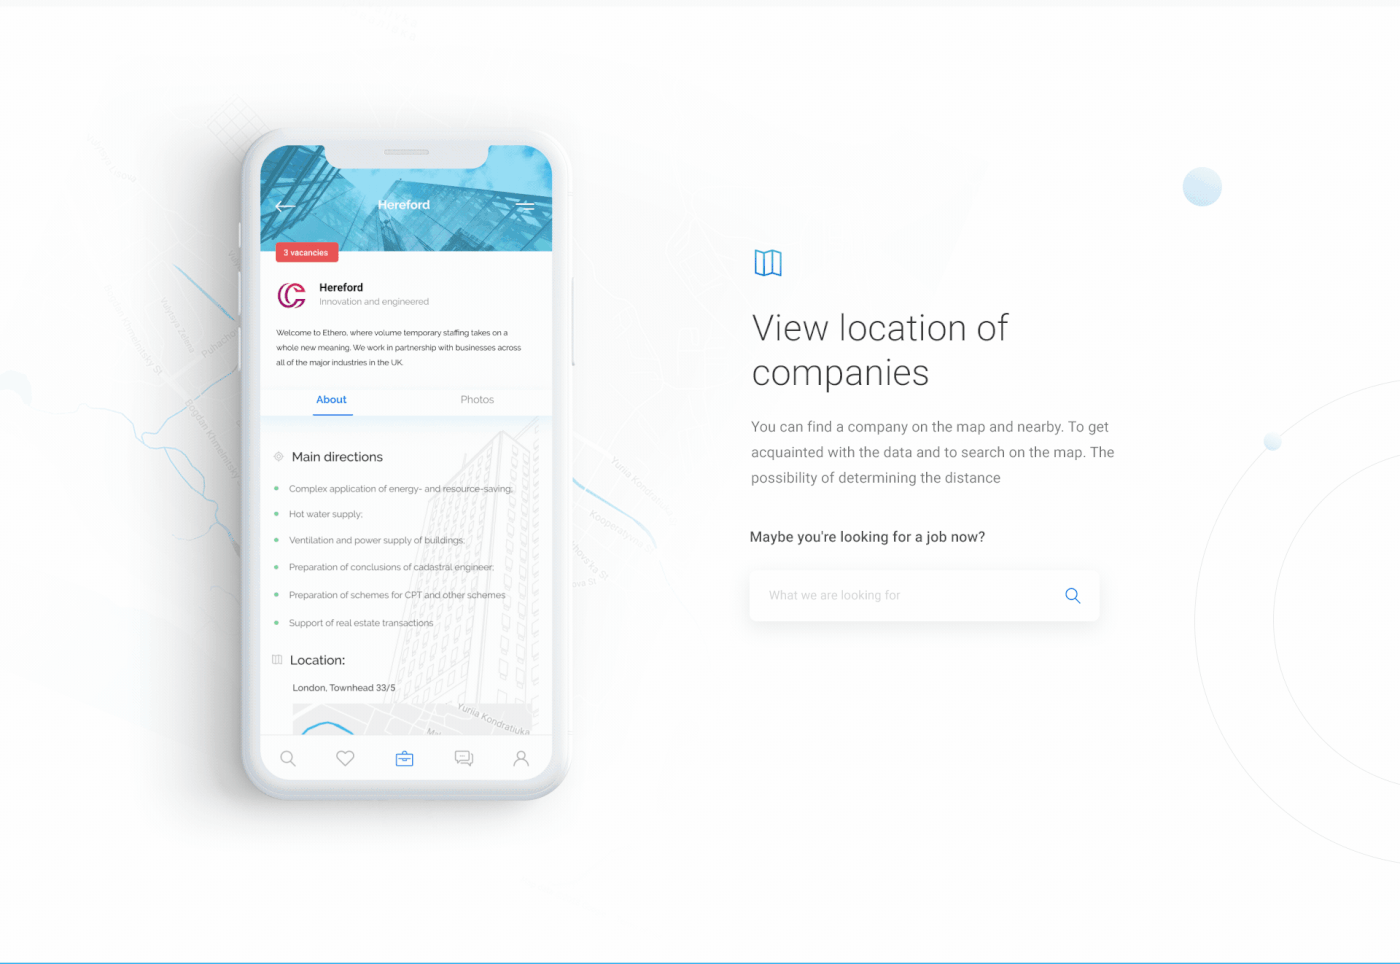 Hereford
3 vacancies
Hereford
Innovation and engineered
Welcome to Ethero, where volume temporary staffing takes on a
whole new meaning. We work in partnership with businesses across
all of the major industries in the UK.
About
Photos
Main directions
Complex application of energy- and resource-saving;
Hot water supply;
Ventilation and power supply of buildings.
Preparation of conclusions of cadastral engineer;
Preparation of schemes for CPT and other schemes
Support of real estate transactions
Location:
London, Townhead 33/5
Yuriia Kondratiuka
View location of
companies
You can find a company on the map and nearby. To get
acquainted with the data and to search on the map. The
possibility of determining the distance
Maybe you're looking for a job now?
What we are looking for